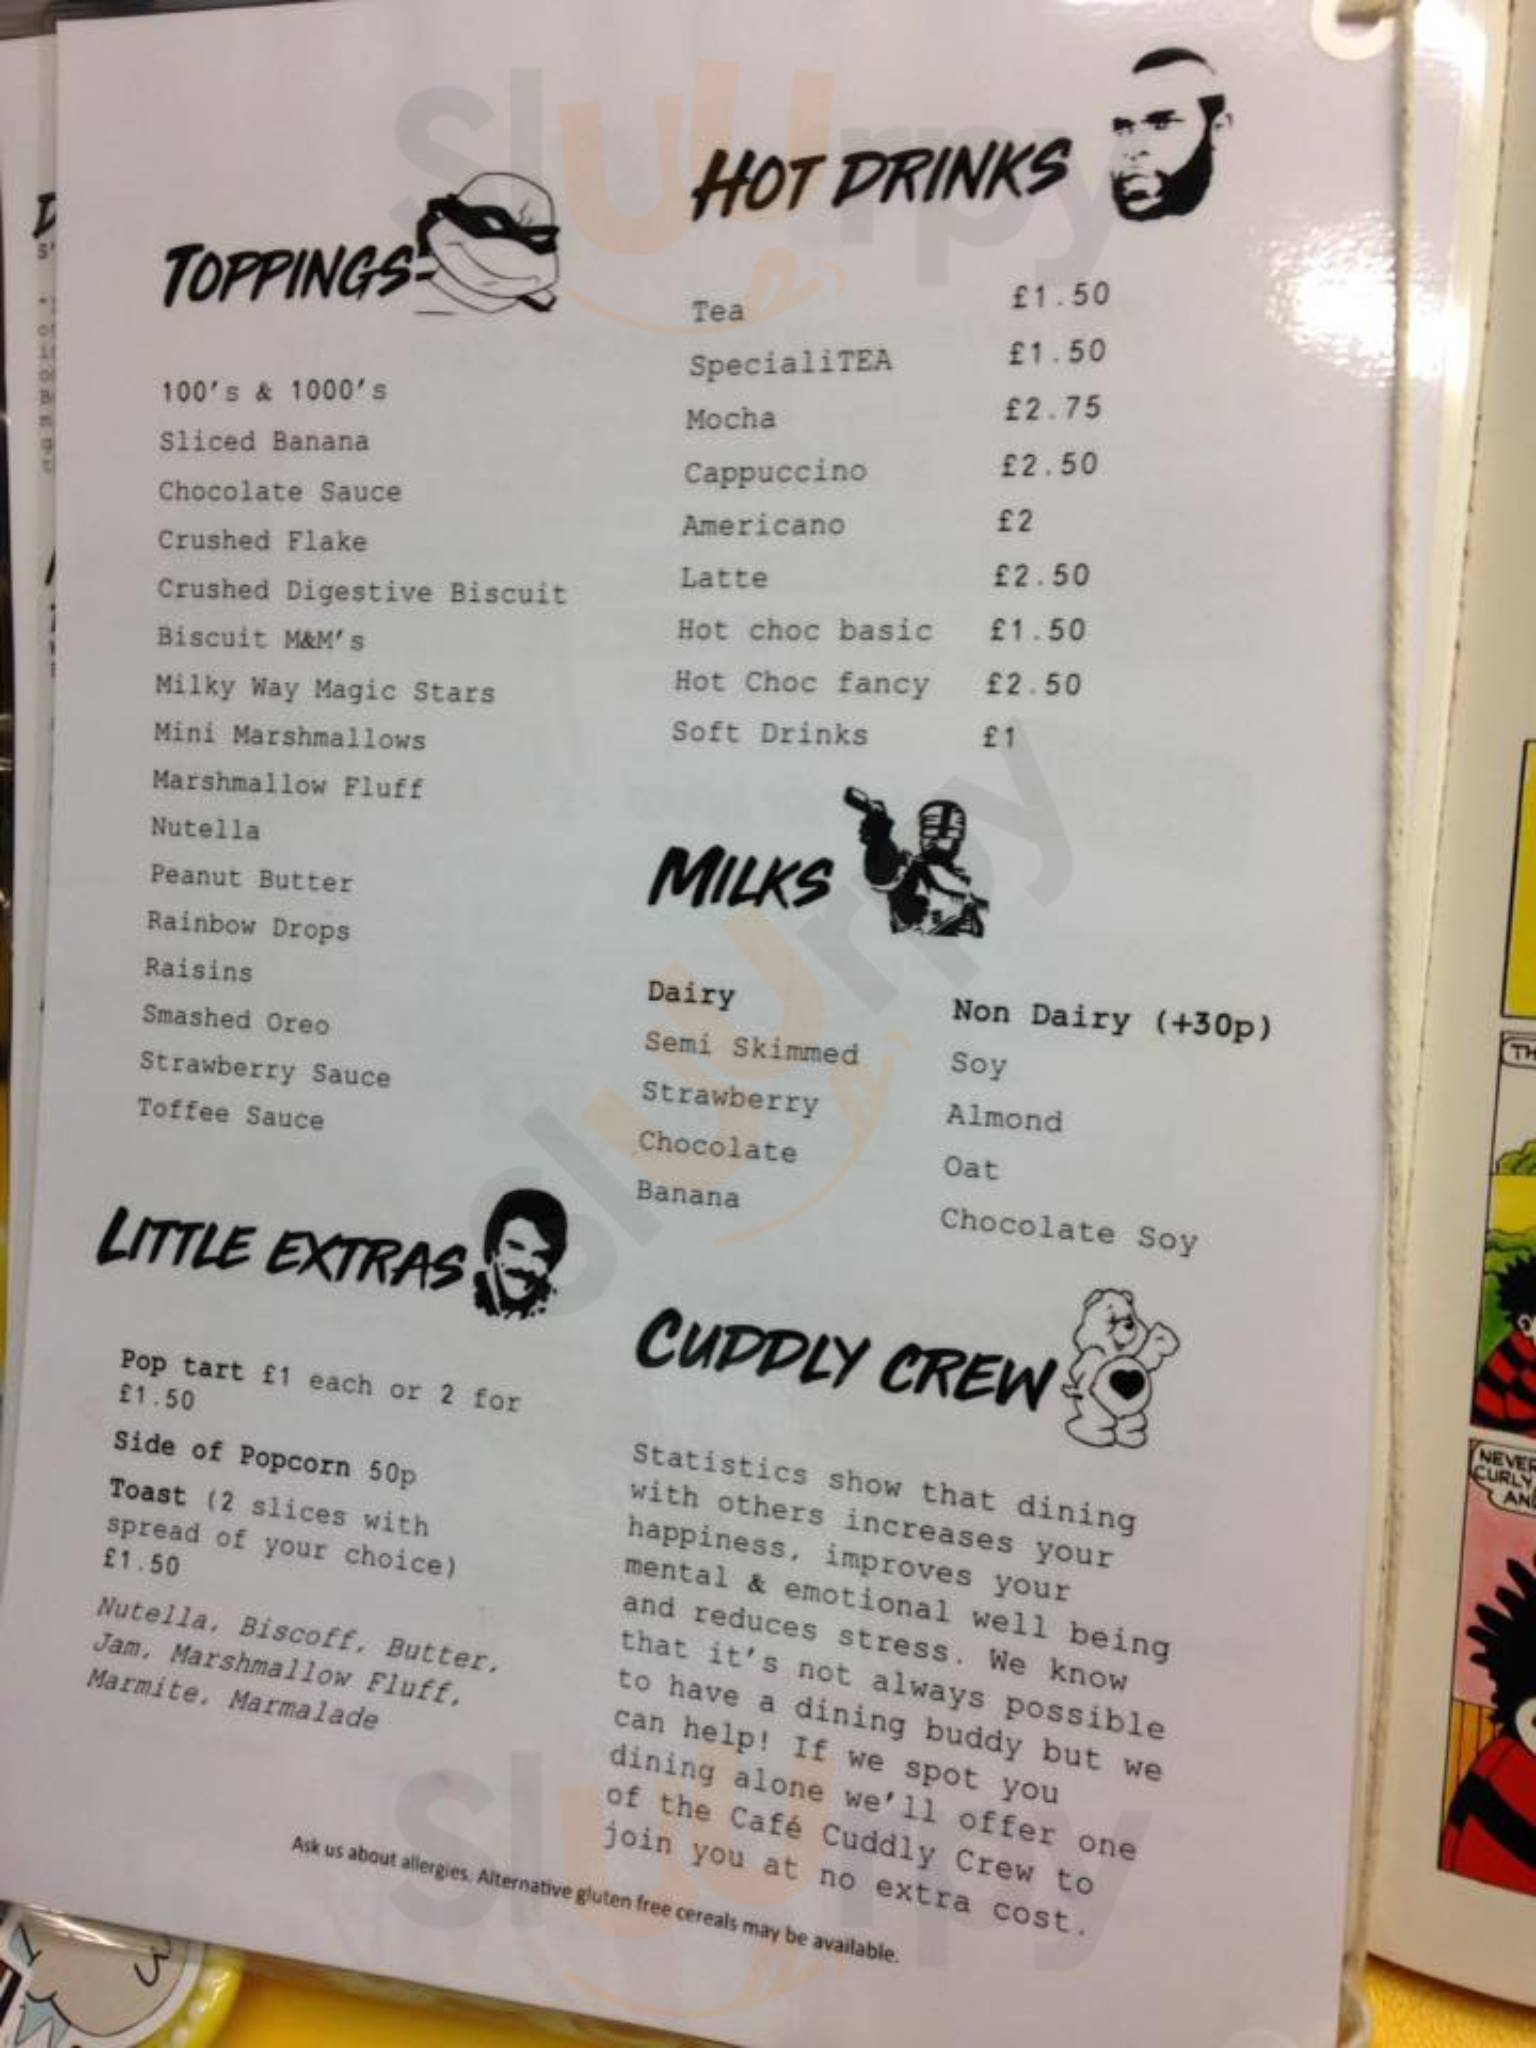 HOT DRINKS
TOPPINGS
Tea £1.50
SpecialiTEA £1.50
Mocha £2.75
Cappuccino £2.50
Americano £2
Latte £2.50
Hot choc basic £1.50
Hot Choc fancy £2.50
Soft Drinks £1
100's & 1000's
Sliced Banana
Chocolate Sauce
Crushed Flake
Crushed Digestive Biscuit
Biscuit M&M's
Milky Way Magic Stars
Mini Marshmallows
Marshmallow Fluff
Nutella
Peanut Butter
Rainbow Drops
Raisins
Smashed Oreo
Strawberry Sauce
Toffee Sauce
MILKS
Dairy
Semi Skimmed
Strawberry
Chocolate
Banana
Non Dairy (+30p)
Soy
Almond
Oat
Chocolate Soy
LITTLE EXTRAS
Pop tart £1 each or 2 for
£1.50
Side of Popcorn 50p
Toast (2 slices with
spread of your choice)
£1.50
Nutella, Biscoff, Butter,
Jam, Marshmallow Fluff,
Marmite, Marmalade
CUDDLY CREW
Statistics show that dining
with others increases your
happiness, improves your
mental & emotional well being
and reduces stress. We know
that it's not always possible
to have a dining buddy but we
can help! If we spot you
dining alone we'll offer one
of the Café Cuddly Crew to
join you at no extra cost.
Ask us about allergies. Alternative gluten free cereals may be available.
NEVER
CURLY
Sluurpy
Sluurpy
Sluurpy